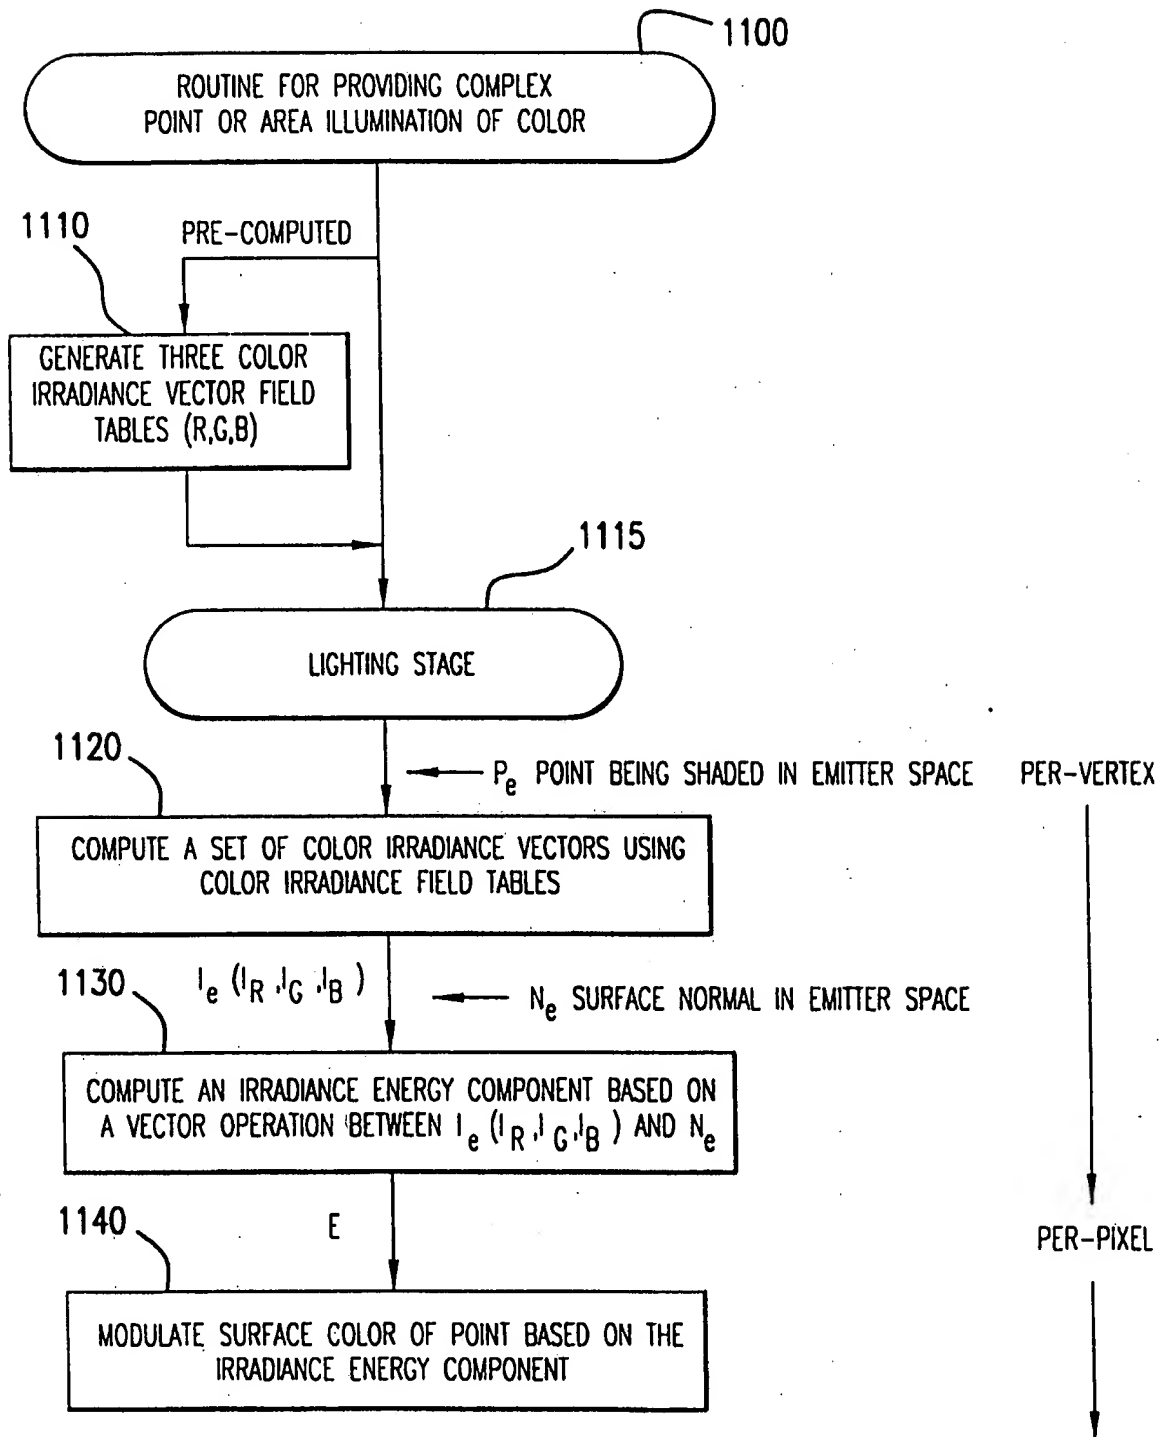 1100
ROUTINE FOR PROVIDING COMPLEX
POINT OR AREA ILLUMINATION OF COLOR
1110
PRE-COMPUTED
GENERATE THREE COLOR
IRRADIANCE VECTOR FIELD
TABLES (R,G,B)
1115
LIGHTING STAGE
1120
Pe POINT BEING SHADED IN EMITTER SPACE
PER-VERTEX
COMPUTE A SET OF COLOR IRRADIANCE VECTORS USING
COLOR IRRADIANCE FIELD TABLES
1130
Ie (IR ,IG ,IB )
Ne SURFACE NORMAL IN EMITTER SPACE
COMPUTE AN IRRADIANCE ENERGY COMPONENT BASED ON
A VECTOR OPERATION BETWEEN Ie (IR ,IG ,IB ) AND Ne
1140
E
PER-PIXEL
MODULATE SURFACE COLOR OF POINT BASED ON THE
IRRADIANCE ENERGY COMPONENT